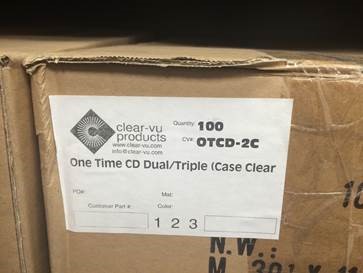 clear-vu
products
www.clear-vu.com
info@clear-vu.com
Quantity: 100
CV#: OTCD-2C
One Time CD Dual/Triple (Case Clear
PO#:
Mat:
Customer Part #:
Color:
1 2 3
10
N.W.: